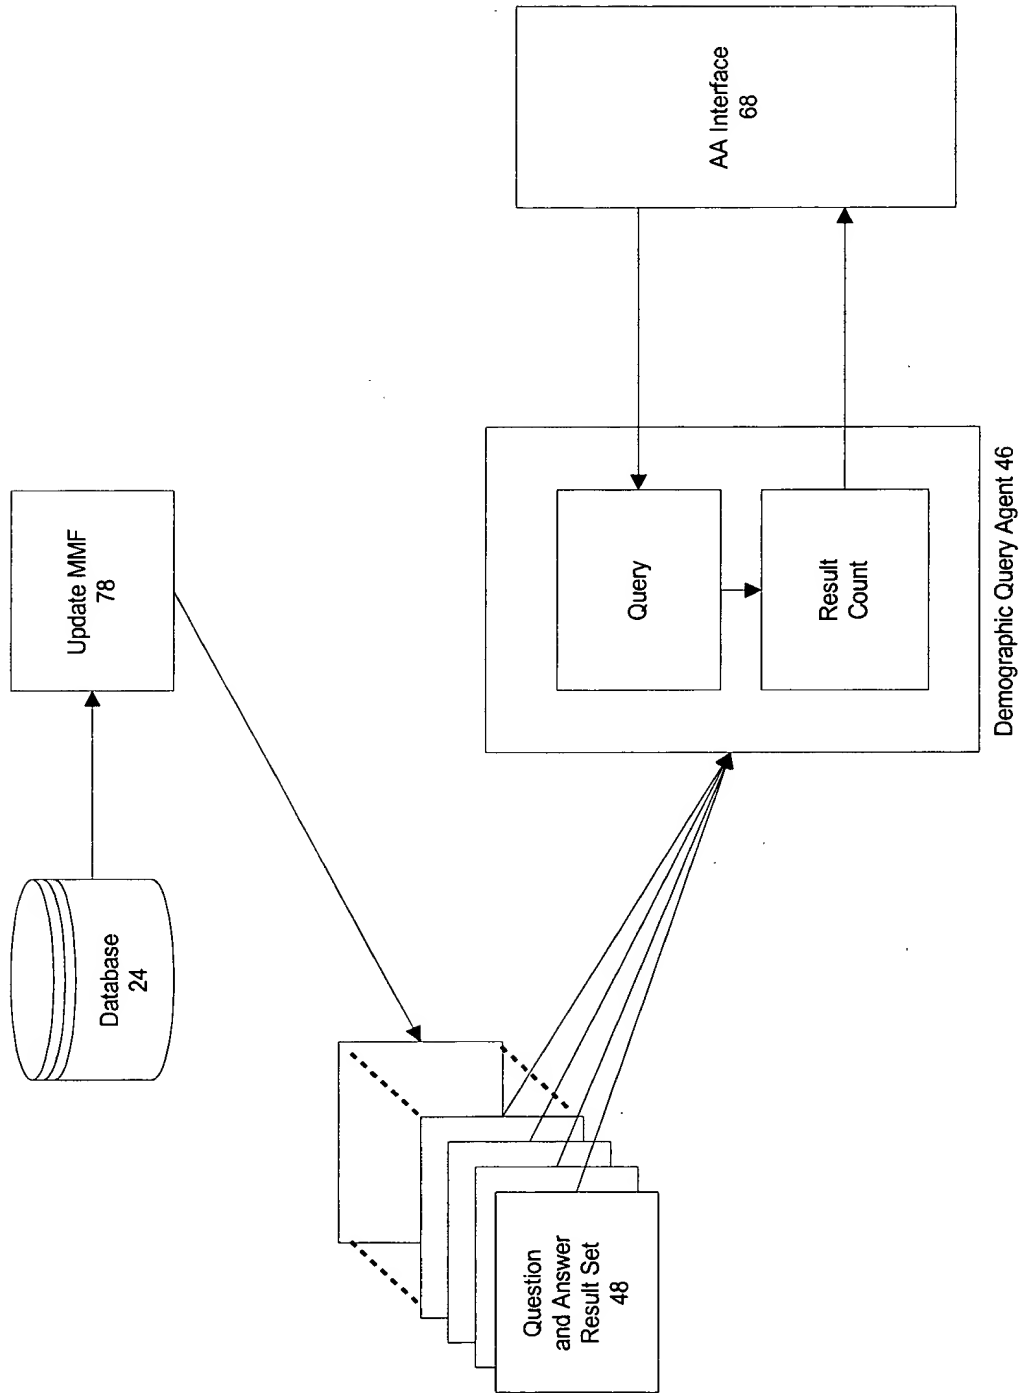 Database
24
Update MMF
78
Question
and Answer
Result Set
48
Query
Result
Count
Demographic Query Agent 46
AA Interface
68